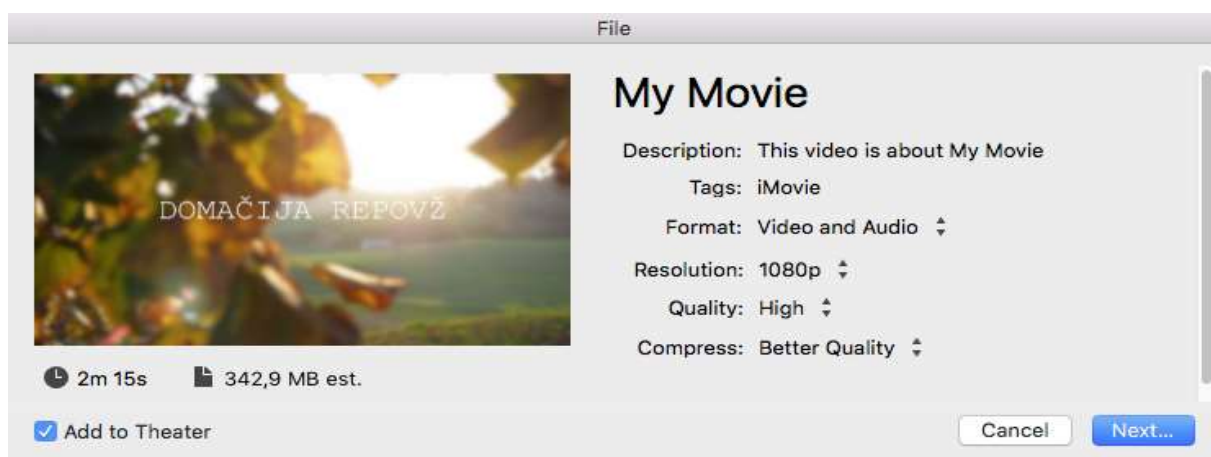 File
DOMAČIJA REPOVŽ
My Movie
Description: This video is about My Movie
Tags: iMovie
Format: Video and Audio
Resolution: 1080p
Quality: High
Compress: Better Quality
2m 15s 342,9 MB est.
Add to Theater
Cancel Next...